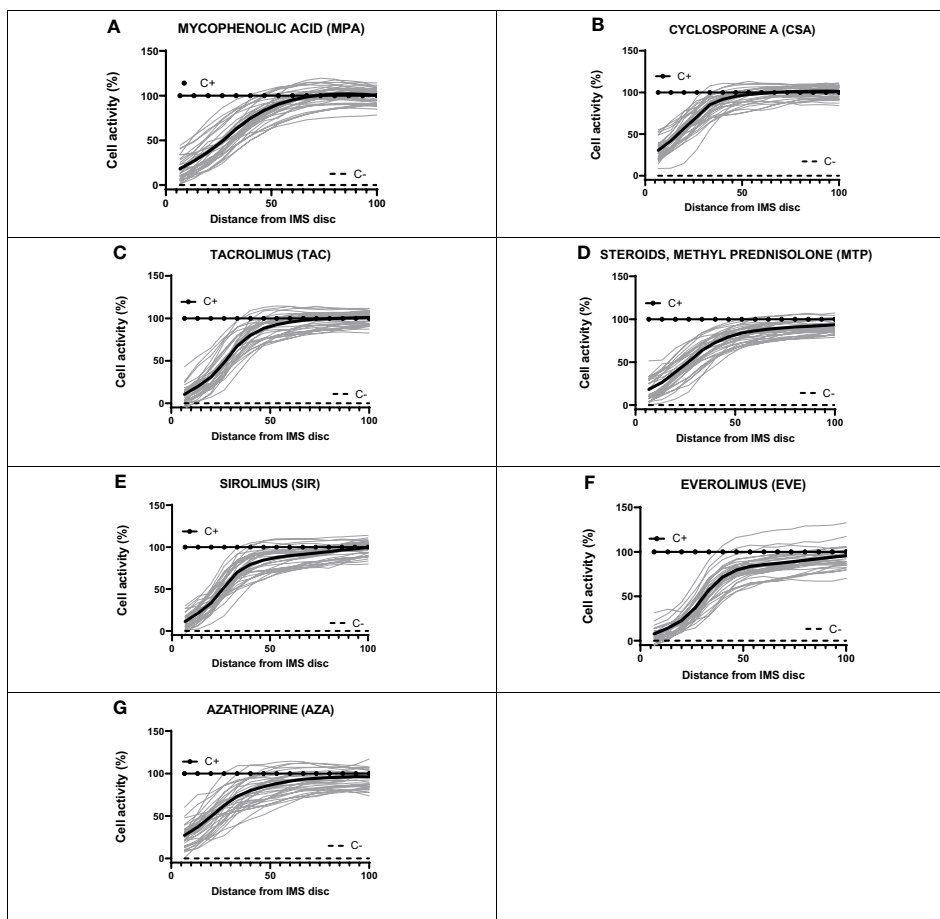 A
MYCOPHENOLIC ACID (MPA)
150
C+
100
Cell activity (%)
50
C-
0
0
50
100
Distance from IMS disc
B
CYCLOSPORINE A (CSA)
150
C+
100
Cell activity (%)
50
C-
0
0
50
100
Distance from IMS disc
C
TACROLIMUS (TAC)
150
C+
100
Cell activity (%)
50
C-
0
0
50
100
Distance from IMS disc
D
STEROIDS, METHYL PREDNISOLONE (MTP)
150
C+
100
Cell activity (%)
50
C-
0
0
50
100
Distance from IMS disc
E
SIROLIMUS (SIR)
150
C+
100
Cell activity (%)
50
C-
0
0
50
100
Distance from IMS disc
F
EVEROLIMUS (EVE)
150
C+
100
Cell activity (%)
50
C-
0
0
50
100
Distance from IMS disc
G
AZATHIOPRINE (AZA)
150
C+
100
Cell activity (%)
50
C-
0
0
50
100
Distance from IMS disc